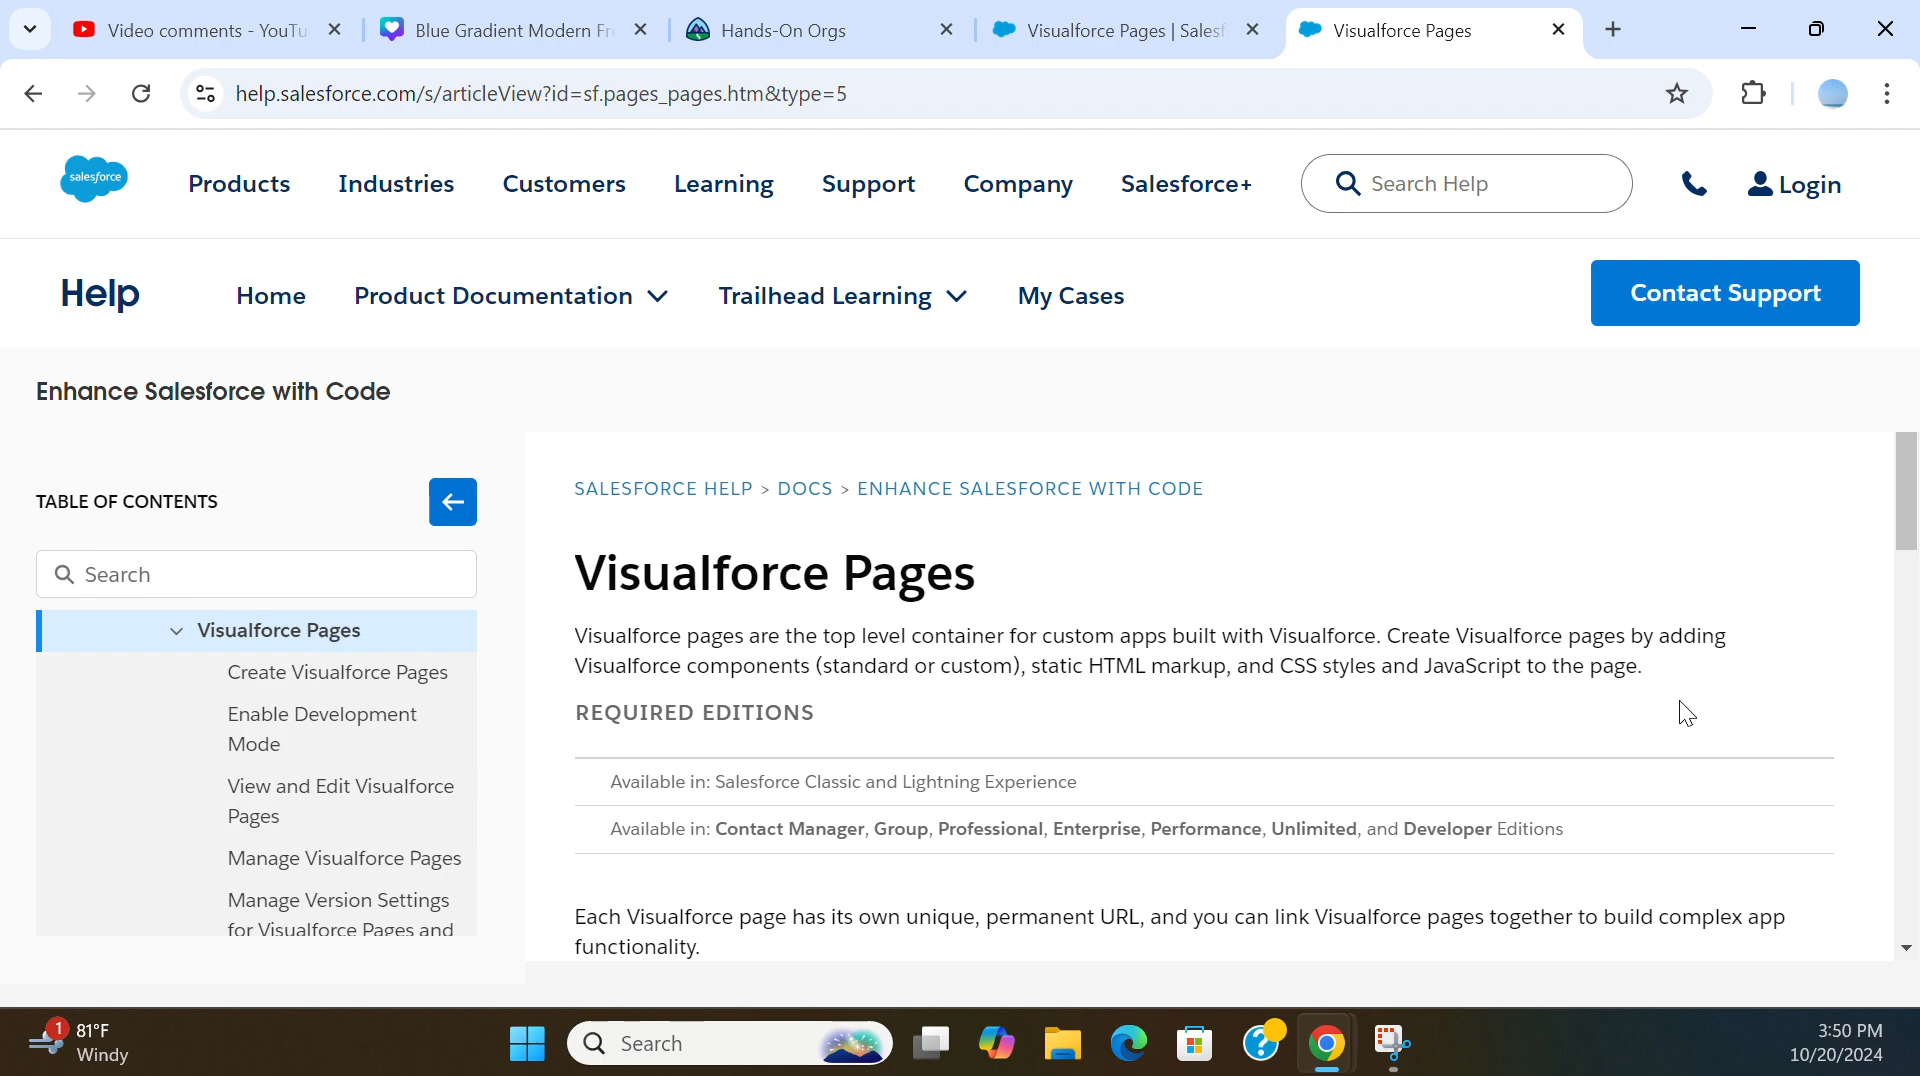 Video comments - YouTu
Blue Gradient Modern Fr
Hands-On Orgs
Visualforce Pages | Salesf
Visualforce Pages
help.salesforce.com/s/articleView?id=sf.pages_pages.htm&type=5
salesforce
Products
Industries
Customers
Learning
Support
Company
Salesforce+
Search Help
Login
Help
Home
Product Documentation
Trailhead Learning
My Cases
Contact Support
Enhance Salesforce with Code
TABLE OF CONTENTS
Search
Visualforce Pages
Create Visualforce Pages
Enable Development
Mode
View and Edit Visualforce
Pages
Manage Visualforce Pages
Manage Version Settings
for Visualforce Pages and
SALESFORCE HELP > DOCS > ENHANCE SALESFORCE WITH CODE
Visualforce Pages
Visualforce pages are the top level container for custom apps built with Visualforce. Create Visualforce pages by adding
Visualforce components (standard or custom), static HTML markup, and CSS styles and JavaScript to the page.
REQUIRED EDITIONS
Available in: Salesforce Classic and Lightning Experience
Available in: Contact Manager, Group, Professional, Enterprise, Performance, Unlimited, and Developer Editions
Each Visualforce page has its own unique, permanent URL, and you can link Visualforce pages together to build complex app
functionality.
1
81°F
Windy
Search
3:50 PM
10/20/2024